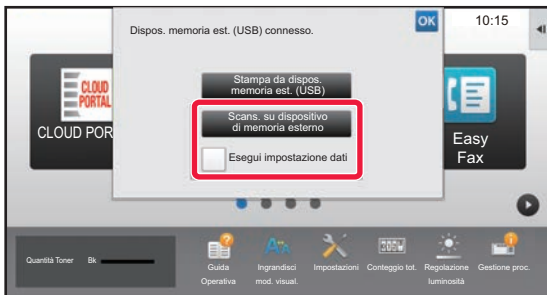 Dispos. memoria est. (USB) connesso.
OK
10:15
Stampa da dispos.
memoria est. (USB)
Scans. su dispositivo
di memoria esterno
Esegui impostazione dati
CLOUD
PORTAL
CLOUD POR
Easy
Fax
Quantità Toner Bk
Guida
Operativa
Ingrandisci
mod. visual.
Impostazioni
Conteggio tot.
Regolazione
luminosità
Gestione proc.